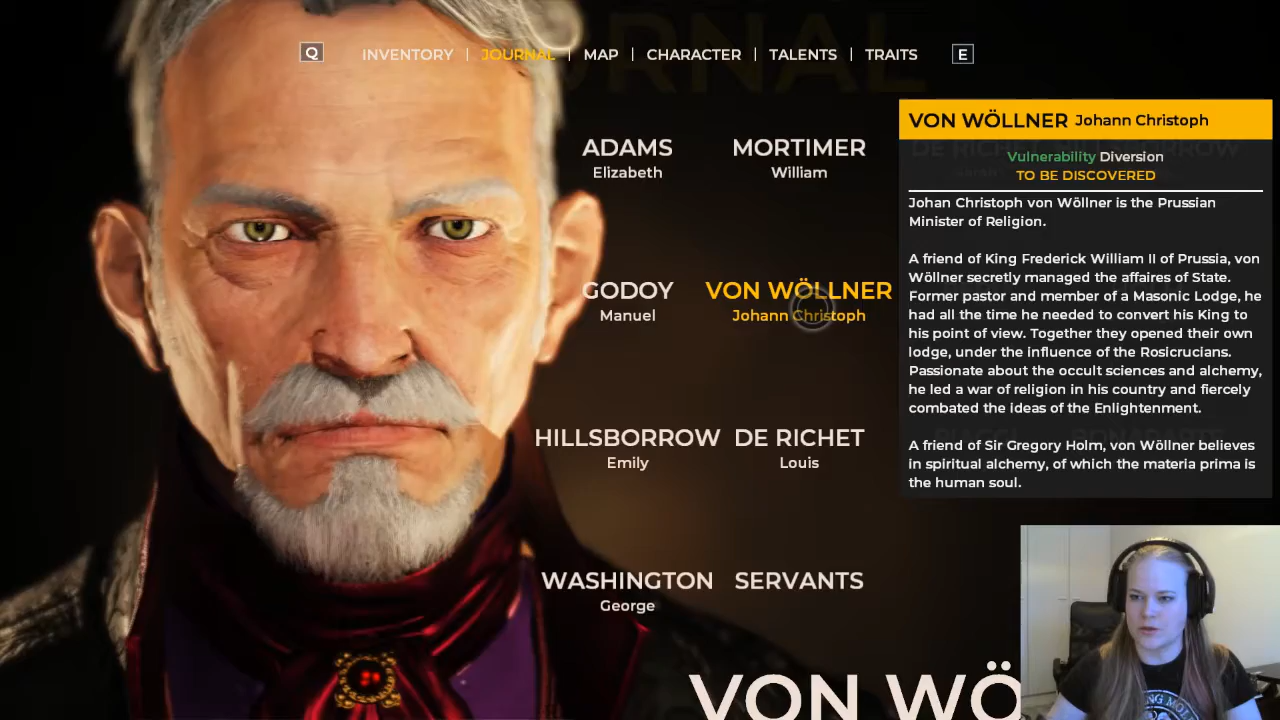 JOURNAL
Q INVENTORY | JOURNAL | MAP | CHARACTER | TALENTS | TRAITS E
ADAMS
Elizabeth
MORTIMER
William
GODOY
Manuel
VON WÖLLNER
Johann Christoph
HILLSBORROW
Emily
DE RICHET
Louis
WASHINGTON
George
SERVANTS
VON WÖLLNER Johann Christoph
Vulnerability Diversion
TO BE DISCOVERED
Johan Christoph von Wöllner is the Prussian
Minister of Religion.
A friend of King Frederick William II of Prussia, von
Wöllner secretly managed the affaires of State.
Former pastor and member of a Masonic Lodge, he
had all the time he needed to convert his King to
his point of view. Together they opened their own
lodge, under the influence of the Rosicrucians.
Passionate about the occult sciences and alchemy,
he led a war of religion in his country and fiercely
combated the ideas of the Enlightenment.
A friend of Sir Gregory Holm, von Wöllner believes
in spiritual alchemy, of which the materia prima is
the human soul.
VON WÖ